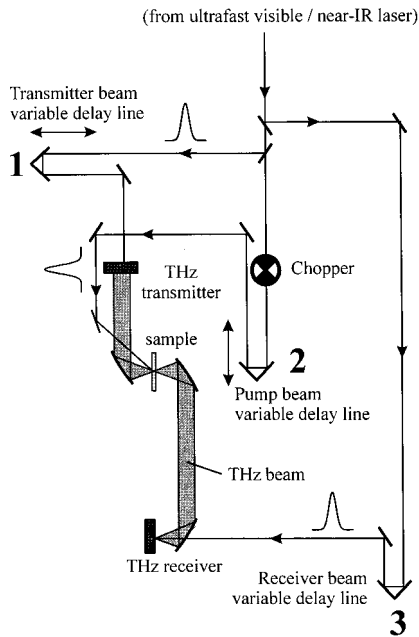 (from ultrafast visible / near-IR laser)
Transmitter beam
variable delay line
1
Chopper
THz
transmitter
sample
2
Pump beam
variable delay line
THz beam
THz receiver
Receiver beam
variable delay line
3